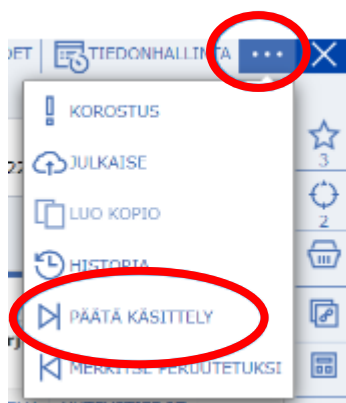 TIEDONHALLINTA
KOROSTUS
JULKAISE
3
LUO KOPIO
2
HISTORIA
PÄÄTÄ KÄSITTELY
MERKITSE PERUUTETUKSI